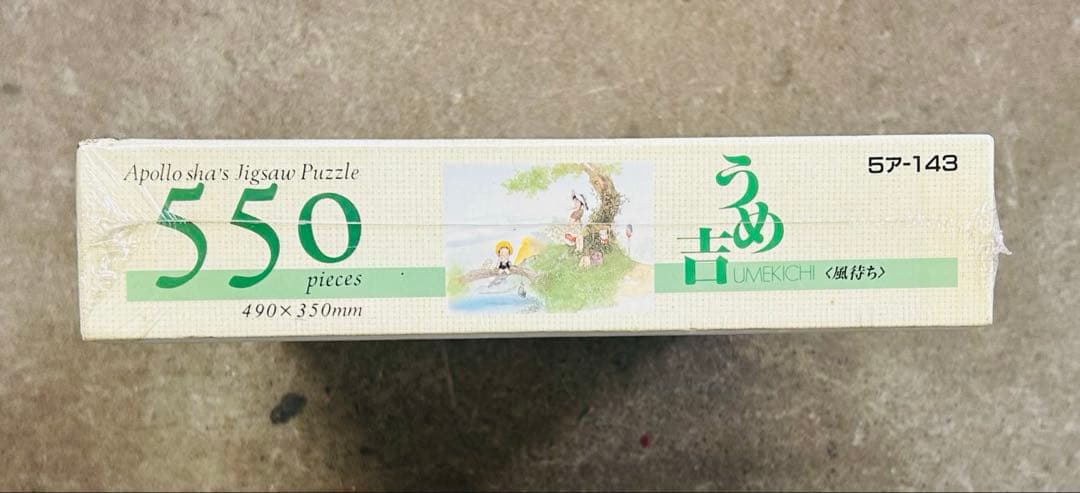 Apollo sha's Jigsaw Puzzle
550
pieces
490×350mm
うめ吉
UMEKICHI 〈風待ち〉
5ア-143